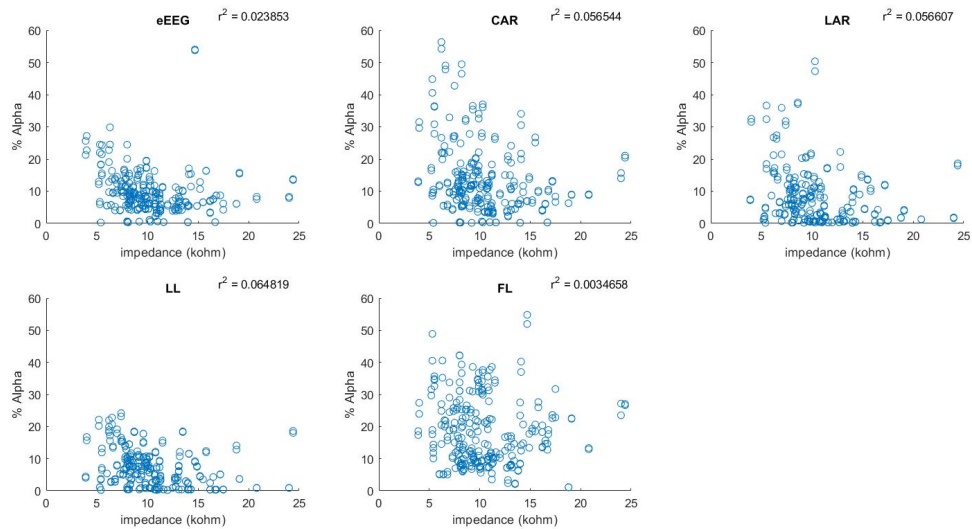 eEEG r² = 0.023853
60
50
40
30
20
10
0
% Alpha
0 5 10 15 20 25
impedance (kohm)
CAR r² = 0.056544
60
50
40
30
20
10
0
% Alpha
0 5 10 15 20 25
impedance (kohm)
LAR r² = 0.056607
60
50
40
30
20
10
0
% Alpha
0 5 10 15 20 25
impedance (kohm)
LL r² = 0.064819
60
50
40
30
20
10
0
% Alpha
0 5 10 15 20 25
impedance (kohm)
FL r² = 0.0034658
60
50
40
30
20
10
0
% Alpha
0 5 10 15 20 25
impedance (kohm)